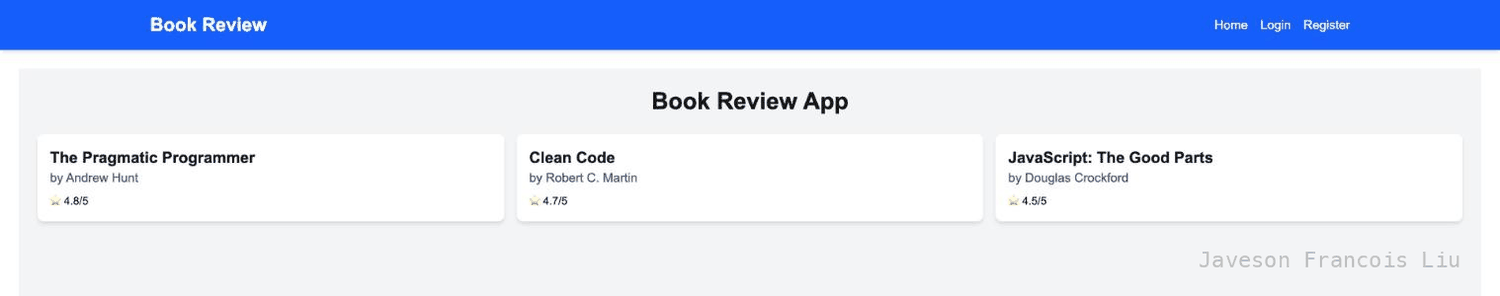 Book Review
Home Login Register
Book Review App
The Pragmatic Programmer
by Andrew Hunt
⭐ 4.8/5
Clean Code
by Robert C. Martin
⭐ 4.7/5
JavaScript: The Good Parts
by Douglas Crockford
⭐ 4.5/5
Javeson Francois Liu